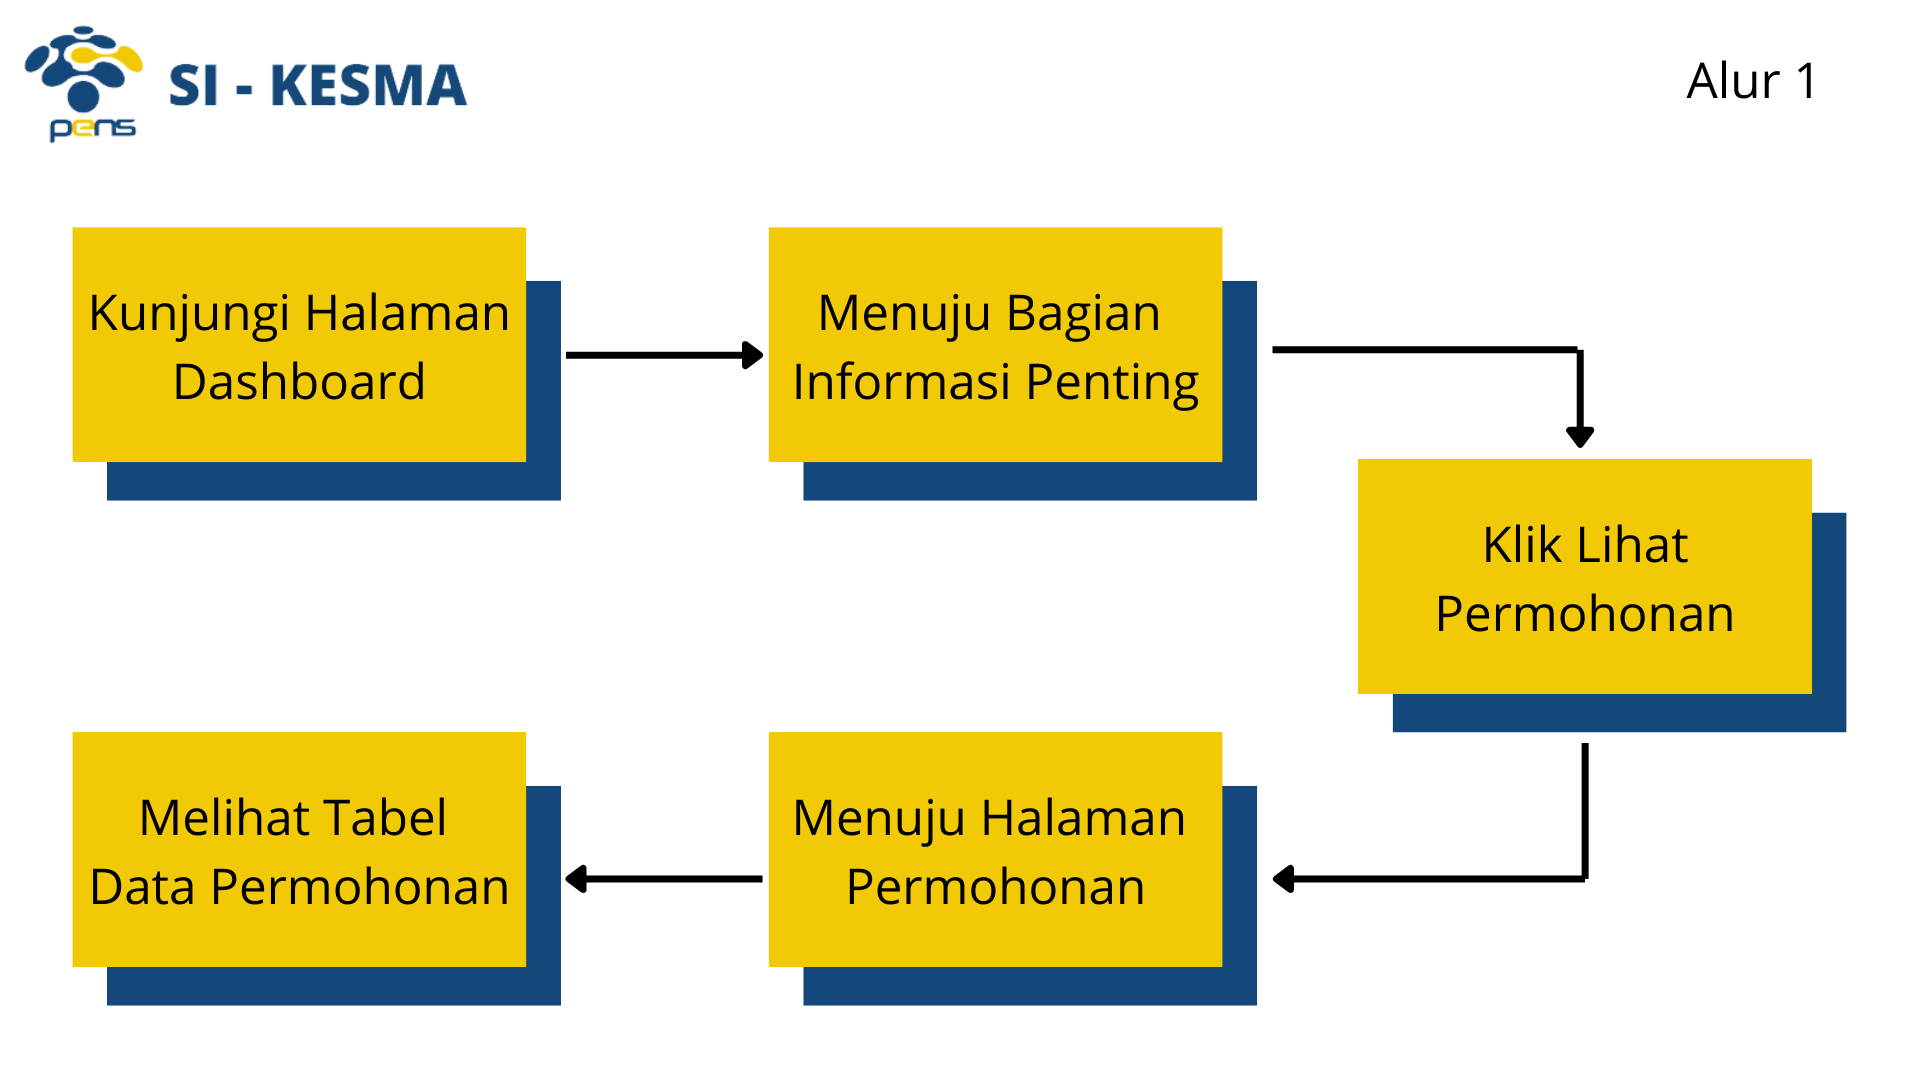 pens
SI - KESMA
Alur 1
Kunjungi Halaman
Dashboard
Menuju Bagian
Informasi Penting
Klik Lihat
Permohonan
Menuju Halaman
Permohonan
Melihat Tabel
Data Permohonan